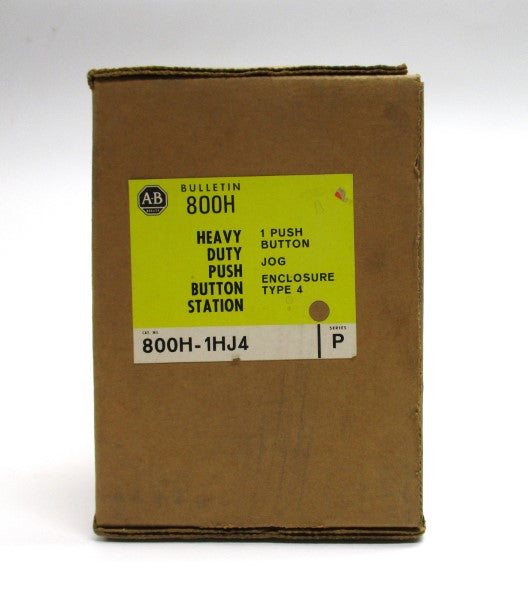 A-B
QUALITY
BULLETIN
800H
HEAVY
DUTY
PUSH
BUTTON
STATION
1 PUSH
BUTTON
JOG
ENCLOSURE
TYPE 4
CAT. NO.
800H-1HJ4
SERIES
P